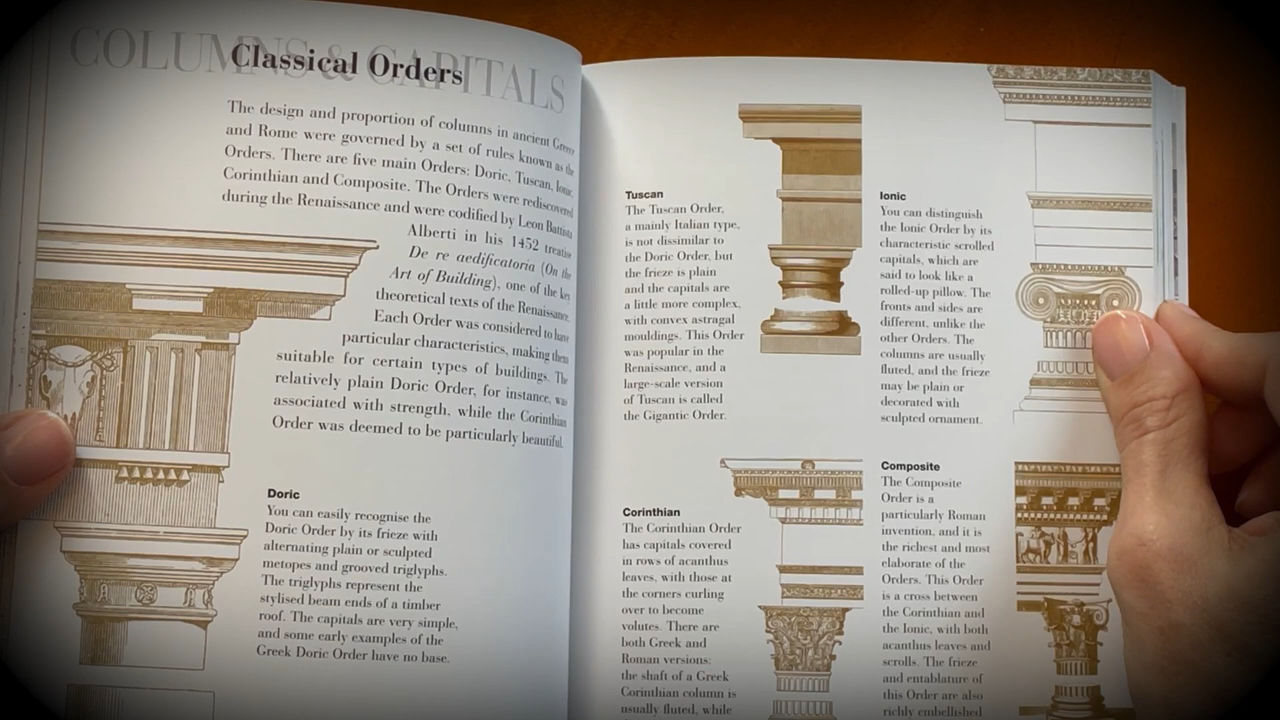 COLUMNS & CAPITALS
Classical Orders
The design and proportion of columns in ancient Greece
and Rome were governed by a set of rules known as the
Orders. There are five main Orders: Doric, Tuscan, Ionic,
Corinthian and Composite. The Orders were rediscovered
during the Renaissance and were codified by Leon Battista
Alberti in his 1452 treatise
De re aedificatoria (On the
Art of Building), one of the key
theoretical texts of the Renaissance.
Each Order was considered to have
particular characteristics, making them
suitable for certain types of buildings. The
relatively plain Doric Order, for instance, was
associated with strength, while the Corinthian
Order was deemed to be particularly beautiful.
Doric
You can easily recognise the
Doric Order by its frieze with
alternating plain or sculpted
metopes and grooved triglyphs.
The triglyphs represent the
stylised beam ends of a timber
roof. The capitals are very simple,
and some early examples of the
Greek Doric Order have no base.
Tuscan
The Tuscan Order,
a mainly Italian type,
is not dissimilar to
the Doric Order, but
the frieze is plain
and the capitals are
a little more complex,
with convex astragal
mouldings. This Order
was popular in the
Renaissance, and a
large-scale version
of Tuscan is called
the Gigantic Order.
Ionic
You can distinguish
the Ionic Order by its
characteristic scrolled
capitals, which are
said to look like a
rolled-up pillow. The
fronts and sides are
different, unlike the
other Orders. The
columns are usually
fluted, and the frieze
may be plain or
decorated with
sculpted ornament.
Corinthian
The Corinthian Order
has capitals covered
in rows of acanthus
leaves, with those at
the corners curling
over to become
volutes. There are
both Greek and
Roman versions;
the shaft of a Greek
Corinthian column is
usually fluted, while
Composite
The Composite
Order is a
particularly Roman
invention, and it is
the richest and most
elaborate of the
Orders. This Order
is a cross between
the Corinthian and
the Ionic, with both
acanthus leaves and
scrolls. The frieze
and entablature of
this Order are also
richly embellished